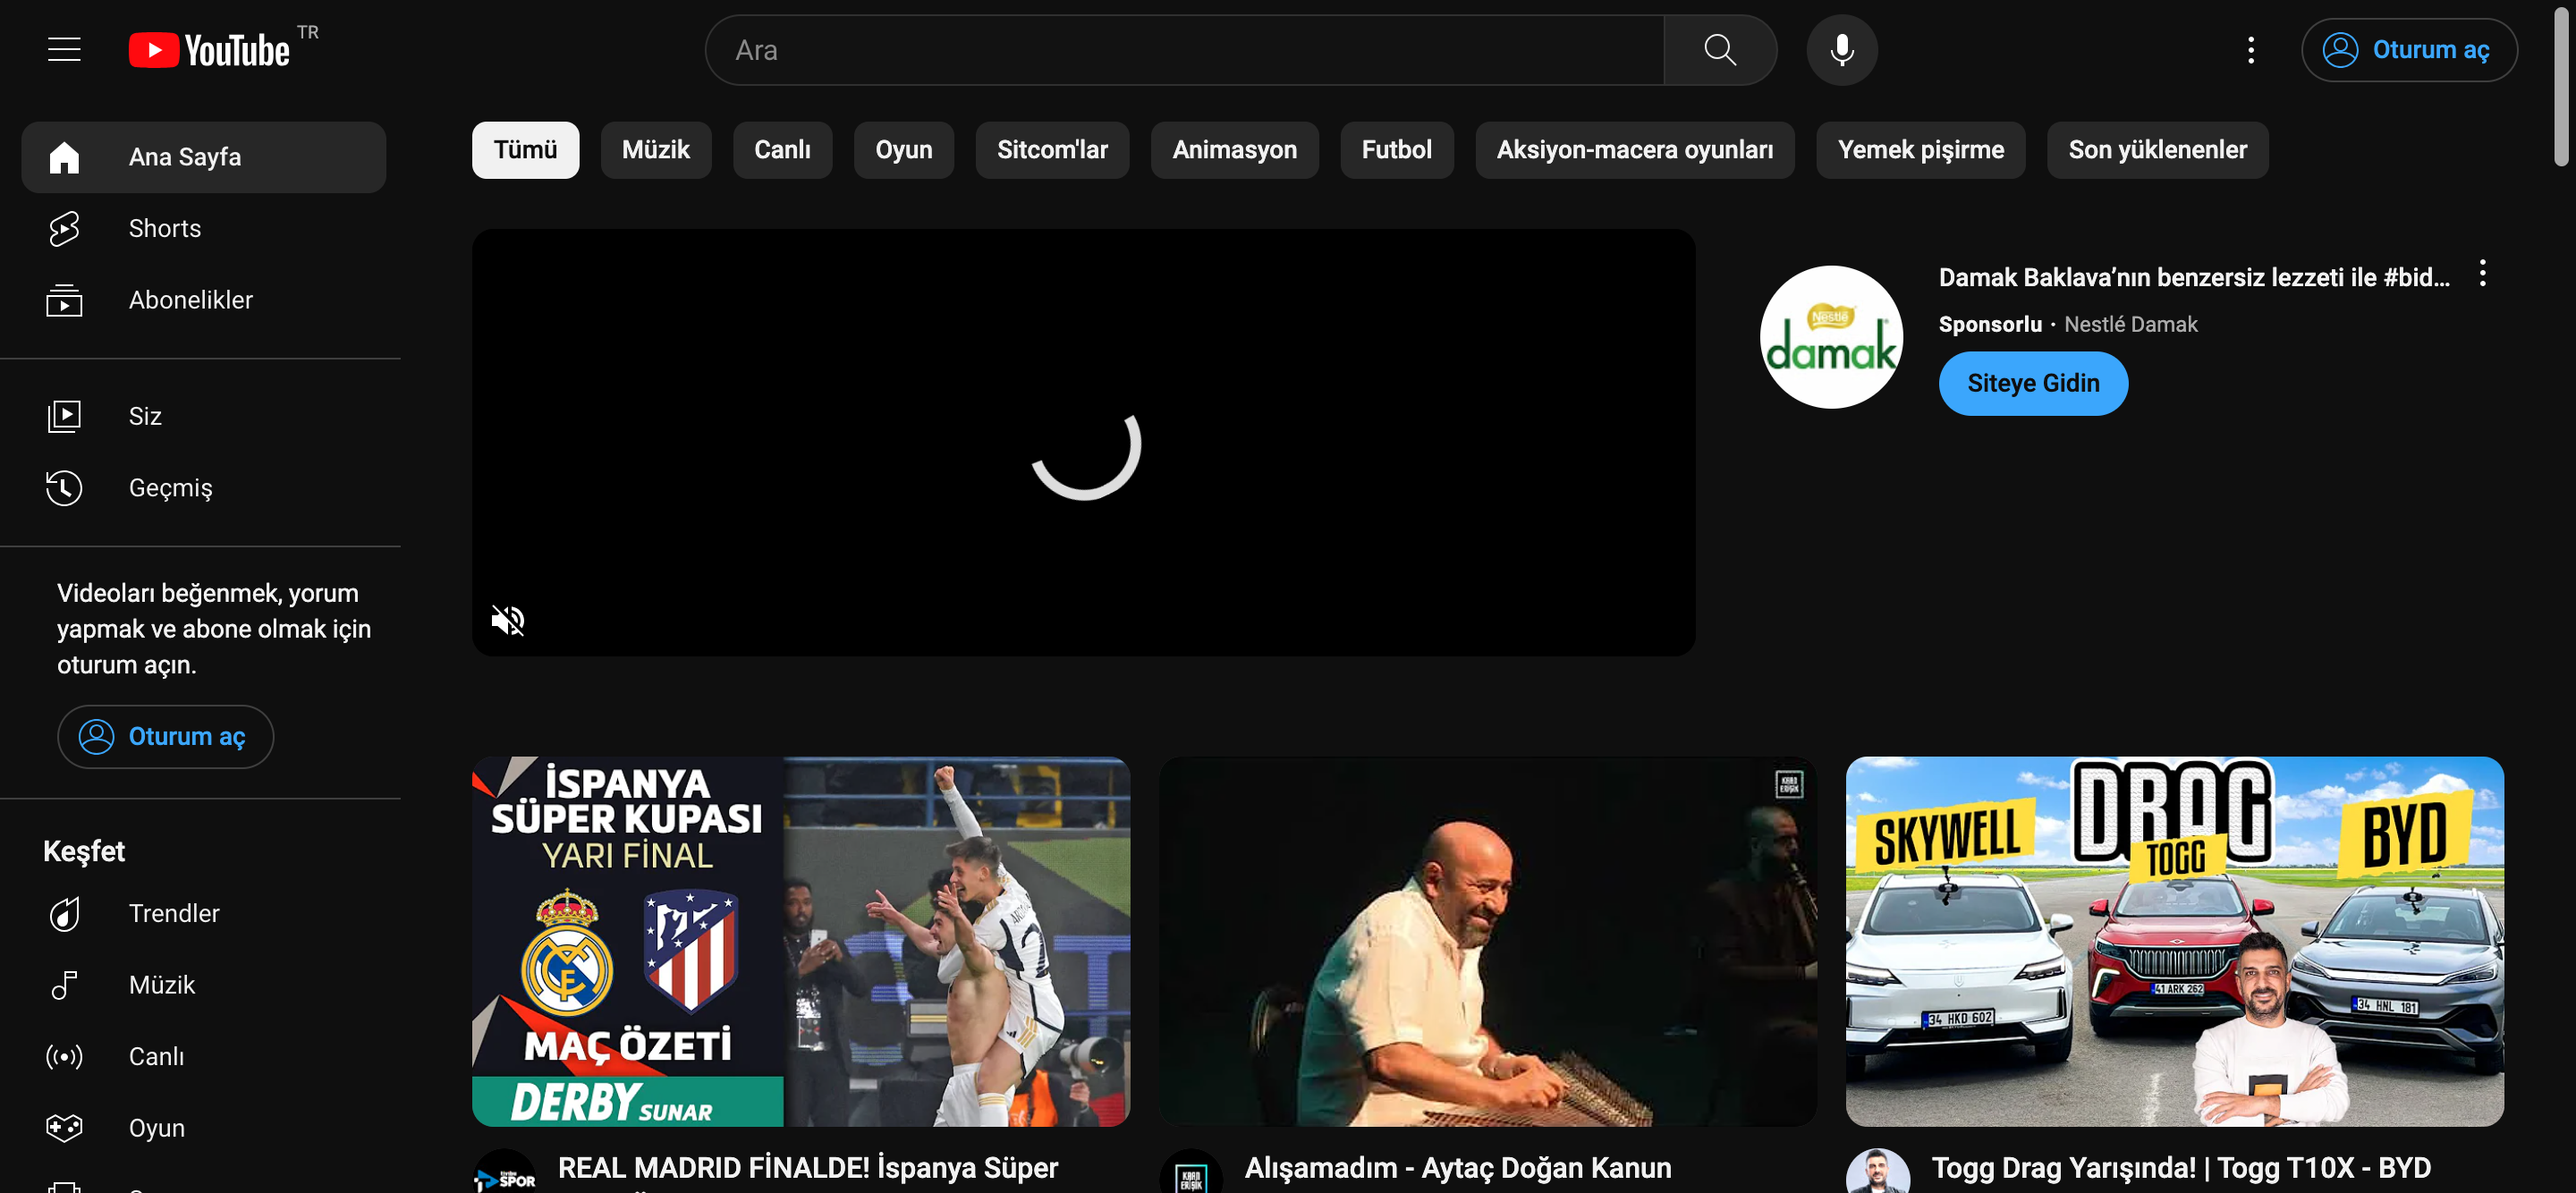 YouTube TR
Ara
Oturum aç
Ana Sayfa
Shorts
Abonelikler
Siz
Geçmiş
Videoları beğenmek, yorum
yapmak ve abone olmak için
oturum açın.
Oturum aç
Keşfet
Trendler
Müzik
Canlı
Oyun
Tümü
Müzik
Canlı
Oyun
Sitcom'lar
Animasyon
Futbol
Aksiyon-macera oyunları
Yemek pişirme
Son yüklenenler
Nestlé
damak
Damak Baklava’nın benzersiz lezzeti ile #bid...
Sponsorlu • Nestlé Damak
Siteye Gidin
İSPANYA
SÜPER KUPASI
YARI FİNAL
MAÇ ÖZETİ
DERBY SUNAR
SPOR
REAL MADRID FİNALDE! İspanya Süper
KAAN
ERIŞIK
Alışamadım - Aytaç Doğan Kanun
DRAG
SKYWELL
TOGG
BYD
34 HKD 602
41 ARK 262
34 HNL 181
Togg Drag Yarışında! | Togg T10X - BYD